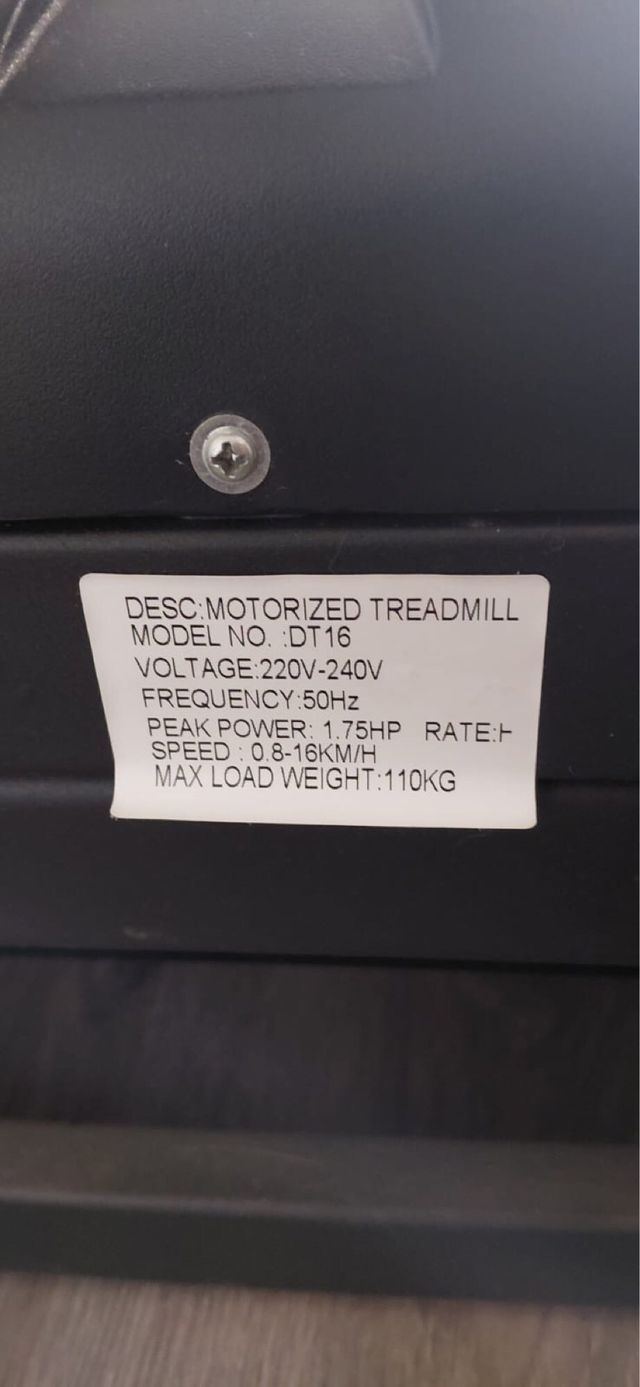 DESC:MOTORIZED TREADMILL
MODEL NO. :DT16
VOLTAGE:220V-240V
FREQUENCY:50Hz
PEAK POWER: 1.75HP RATE:H
SPEED : 0.8-16KM/H
MAX LOAD WEIGHT:110KG